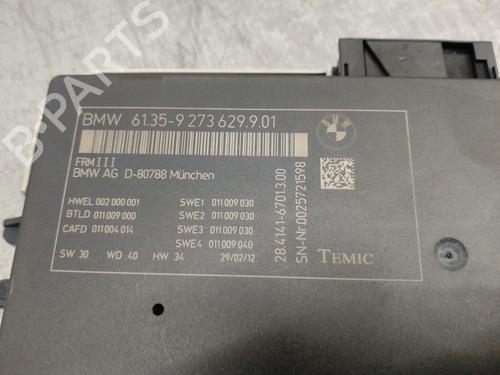 BMW 61.35-9 273 629.9.01
BMW
FRM III
BMW AG D-80788 München
HWEL 002 000 001
BTLD 011 009 000
CAFD 011 004 014
SWE1 011 009 030
SWE2 011 009 030
SWE3 011 009 030
SWE4 011 009 040
SW 30 WD 40 HW 34 29/02/12
28.4141-6701.3.00
SN-Nr.0025721598
TEMIC
B-PARTS